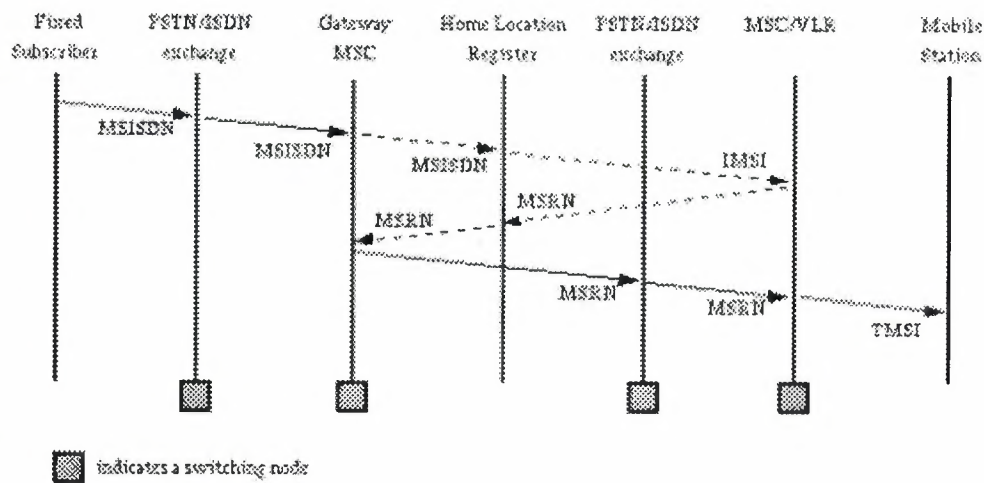 Fixed Subscriber
PSTN/ISDN exchange
Gateway MSC
Home Location Register
PSTN/ISDN exchange
MSC/VLR
Mobile Station
MSISDN
MSISDN
MSISDN
IMSI
MSRN
MSRN
MSRN
MSRN
TMSI
indicates a switching node